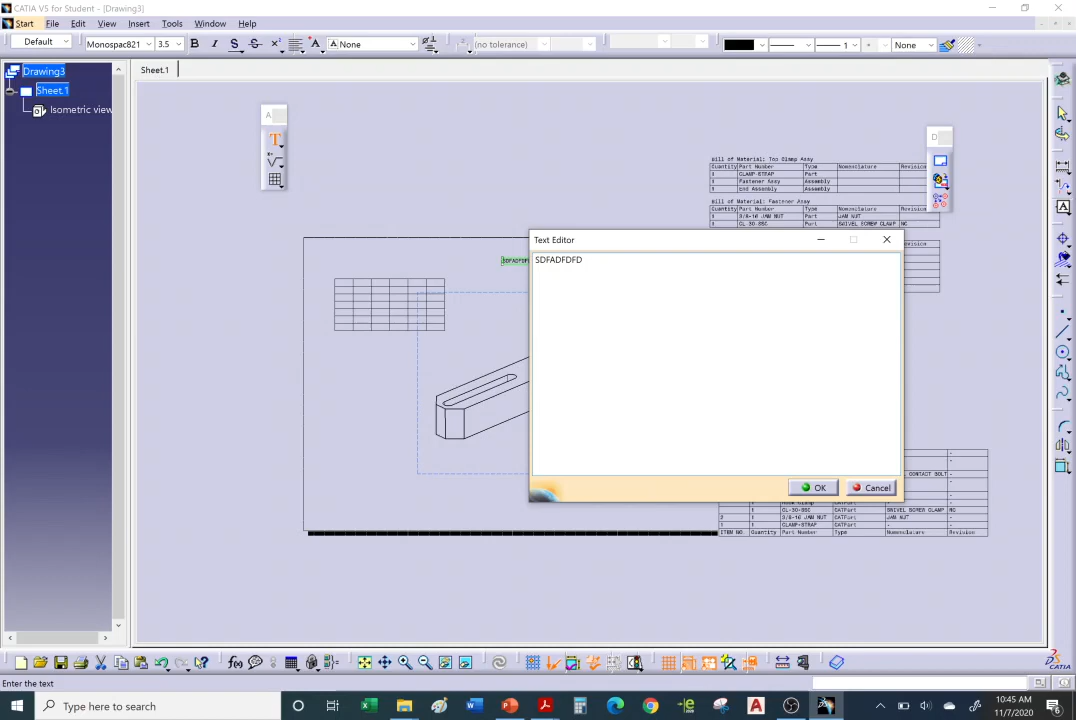 CATIA V5 for Student - [Drawing3]
Start File Edit View Insert Tools Window Help
Default Monospac821 3.5 B I S S None (no tolerance) 1 None
Drawing3
Sheet.1
Isometric view
Sheet.1
A
D
Bill of Material: Top Clamp Assy
Quantity Part Number Type Nomenclature Revision
1 CLAMP-STRAP Part
1 Fastener Assy Assembly
1 End Assembly Assembly
Bill of Material: Fastener Assy
Quantity Part Number Type Nomenclature Revision
1 3/8-16 JAM NUT Part JAM NUT
1 CL-30-SSC Part SWIVEL SCREW CLAMP NC
Text Editor
SDFADFDFD
OK Cancel
CONTACT BOLT -
1 CL-30-SSC CATPart SWIVEL SCREW CLAMP NC
2 1 3/8-16 JAM NUT CATPart JAM NUT -
1 1 CLAMP-STRAP CATPart - -
ITEM NO. Quantity Part Number Type Nomenclature Revision
Enter the text
CATIA
Type here to search
10:45 AM
11/7/2020